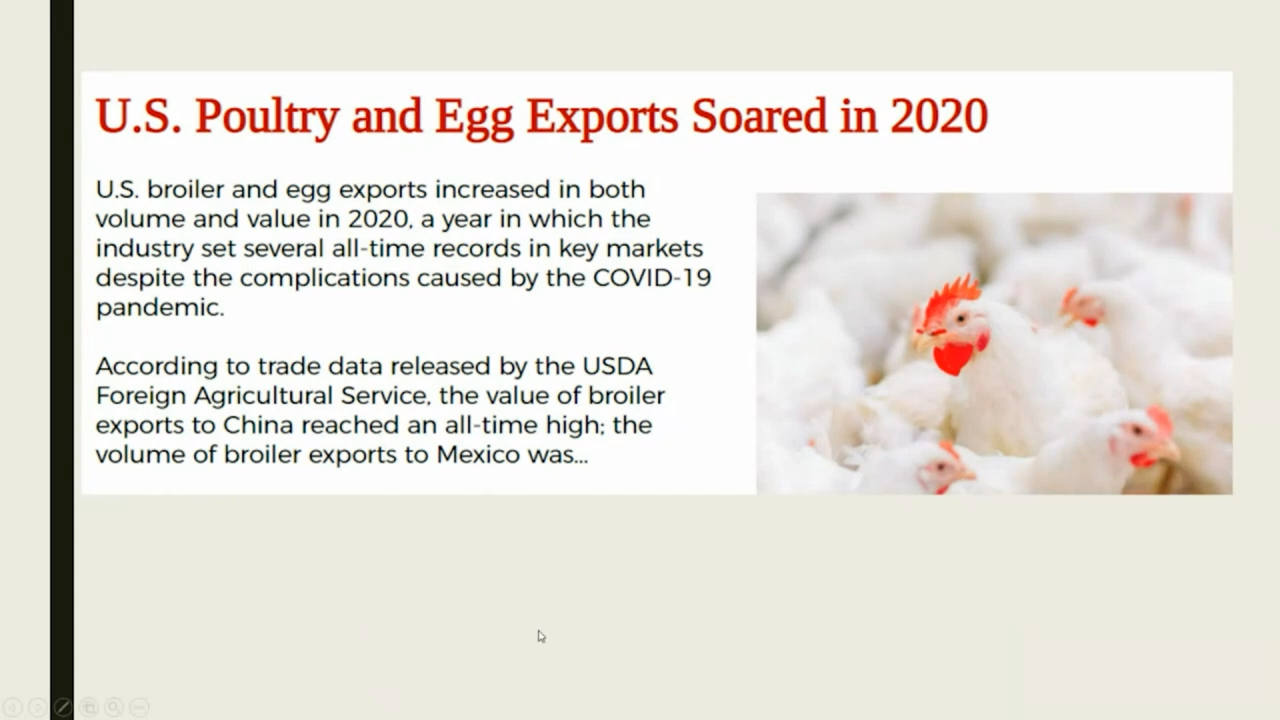 U.S. Poultry and Egg Exports Soared in 2020
U.S. broiler and egg exports increased in both
volume and value in 2020, a year in which the
industry set several all-time records in key markets
despite the complications caused by the COVID-19
pandemic.
According to trade data released by the USDA
Foreign Agricultural Service, the value of broiler
exports to China reached an all-time high; the
volume of broiler exports to Mexico was...